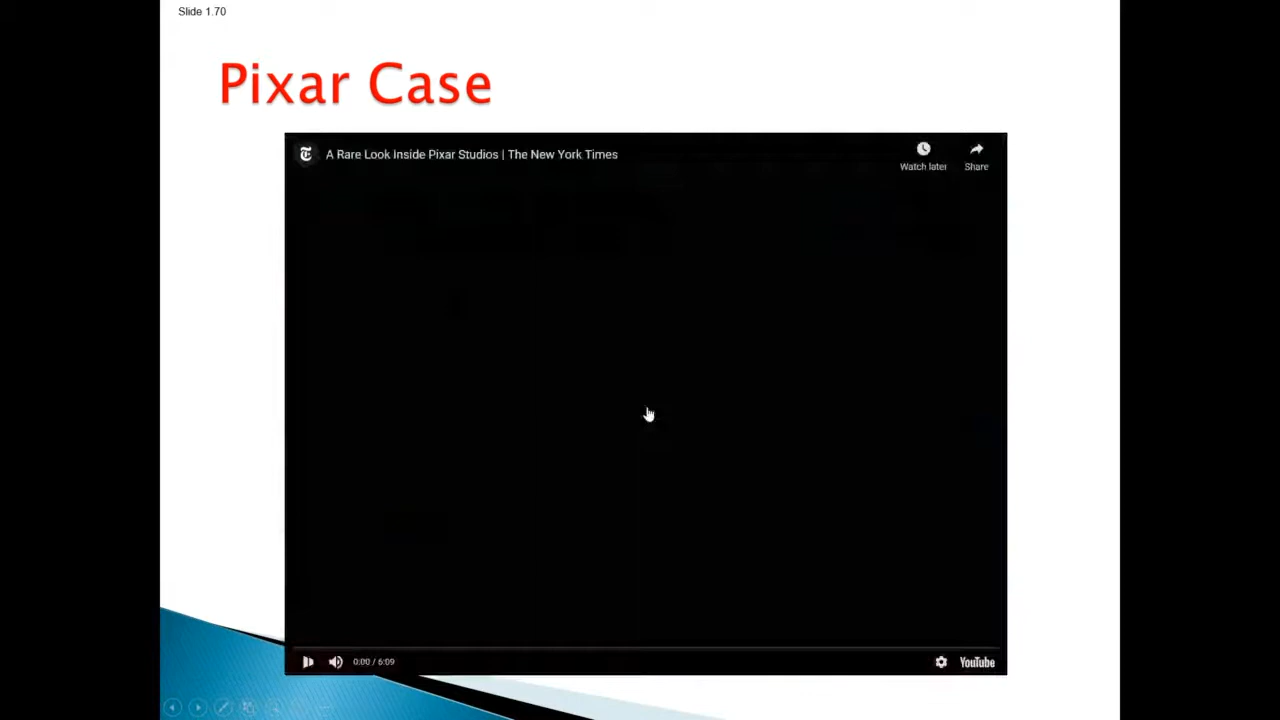 Slide 1.70
Pixar Case
A Rare Look Inside Pixar Studios | The New York Times
Watch later
Share
0:00 / 6:09
YouTube